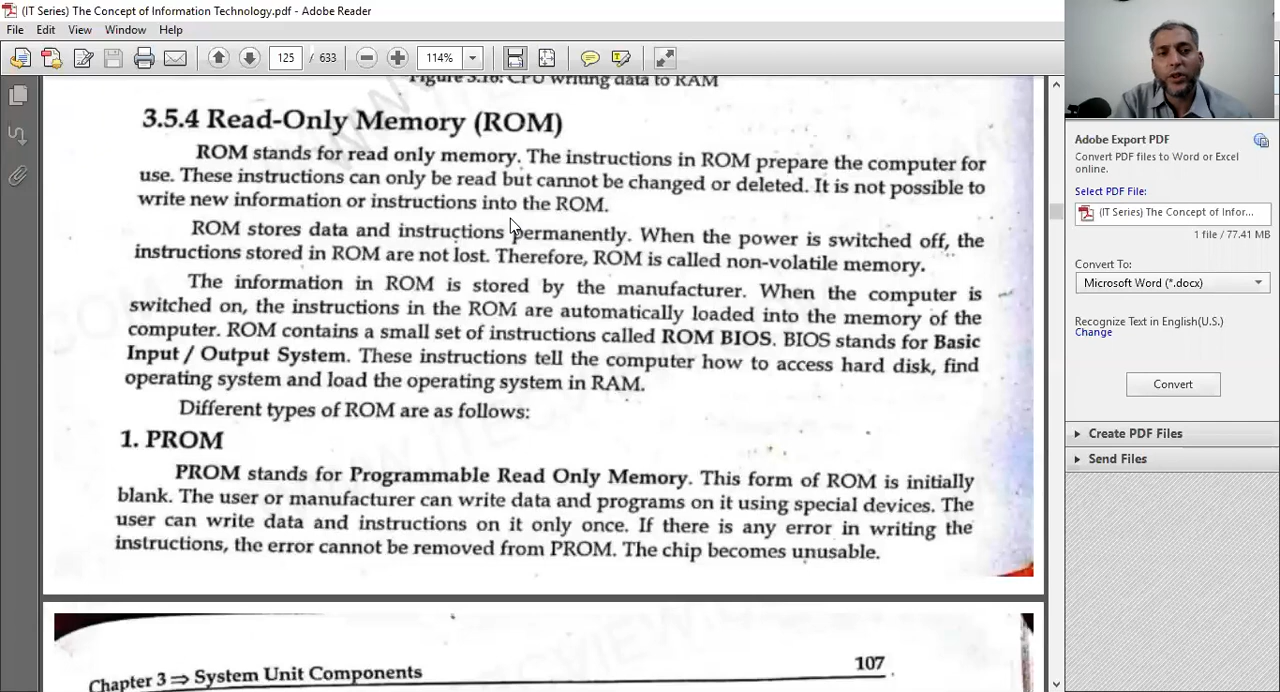 (IT Series) The Concept of Information Technology.pdf - Adobe Reader
File Edit View Window Help
125 / 633 114%
Figure 3.16: CPU writing data to RAM
3.5.4 Read-Only Memory (ROM)
ROM stands for read only memory. The instructions in ROM prepare the computer for
use. These instructions can only be read but cannot be changed or deleted. It is not possible to
write new information or instructions into the ROM.
ROM stores data and instructions permanently. When the power is switched off, the
instructions stored in ROM are not lost. Therefore, ROM is called non-volatile memory.
The information in ROM is stored by the manufacturer. When the computer is
switched on, the instructions in the ROM are automatically loaded into the memory of the
computer. ROM contains a small set of instructions called ROM BIOS. BIOS stands for Basic
Input / Output System. These instructions tell the computer how to access hard disk, find
operating system and load the operating system in RAM.
Different types of ROM are as follows:
1. PROM
PROM stands for Programmable Read Only Memory. This form of ROM is initially
blank. The user or manufacturer can write data and programs on it using special devices. The
user can write data and instructions on it only once. If there is any error in writing the
instructions, the error cannot be removed from PROM. The chip becomes unusable.
Chapter 3 ⇒ System Unit Components 107
Adobe Export PDF
Convert PDF files to Word or Excel
online.
Select PDF File:
(IT Series) The Concept of Infor...
1 file / 77.41 MB
Convert To:
Microsoft Word (*.docx)
Recognize Text in English(U.S.)
Change
Convert
Create PDF Files
Send Files